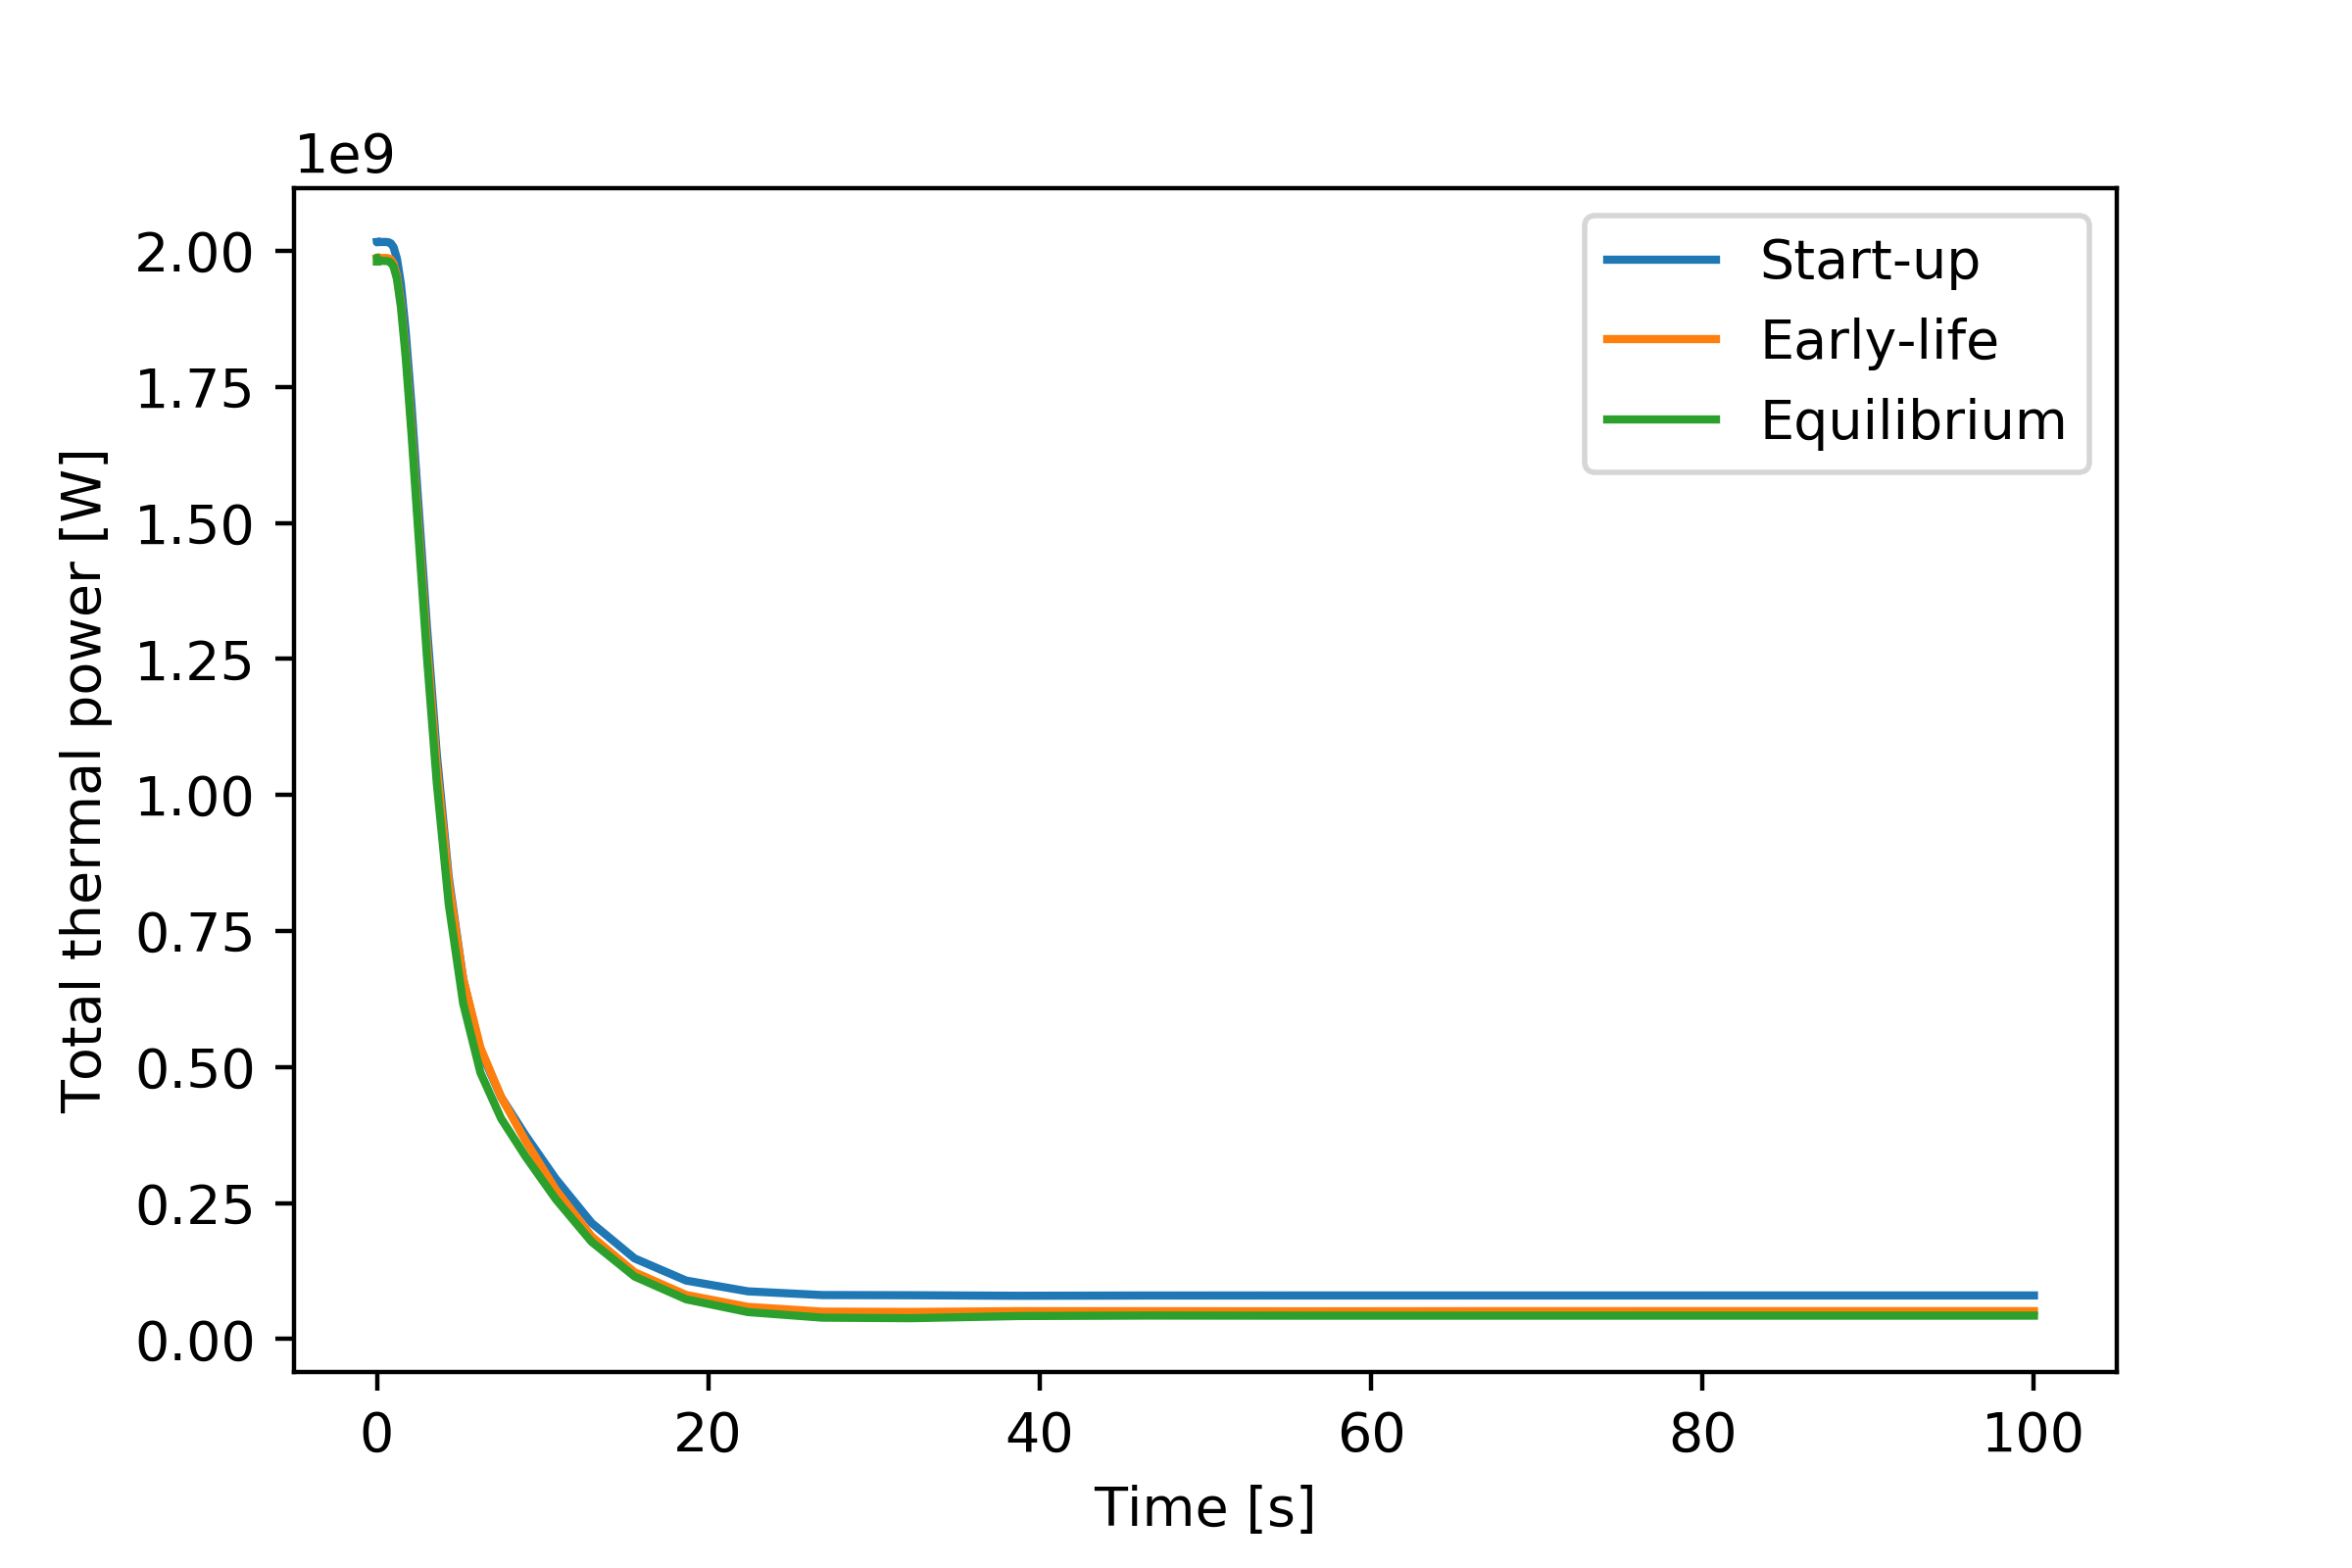 1e9
2.00
1.75
1.50
1.25
1.00
0.75
0.50
0.25
0.00
Total thermal power [W]
Start-up
Early-life
Equilibrium
0 20 40 60 80 100
Time [s]